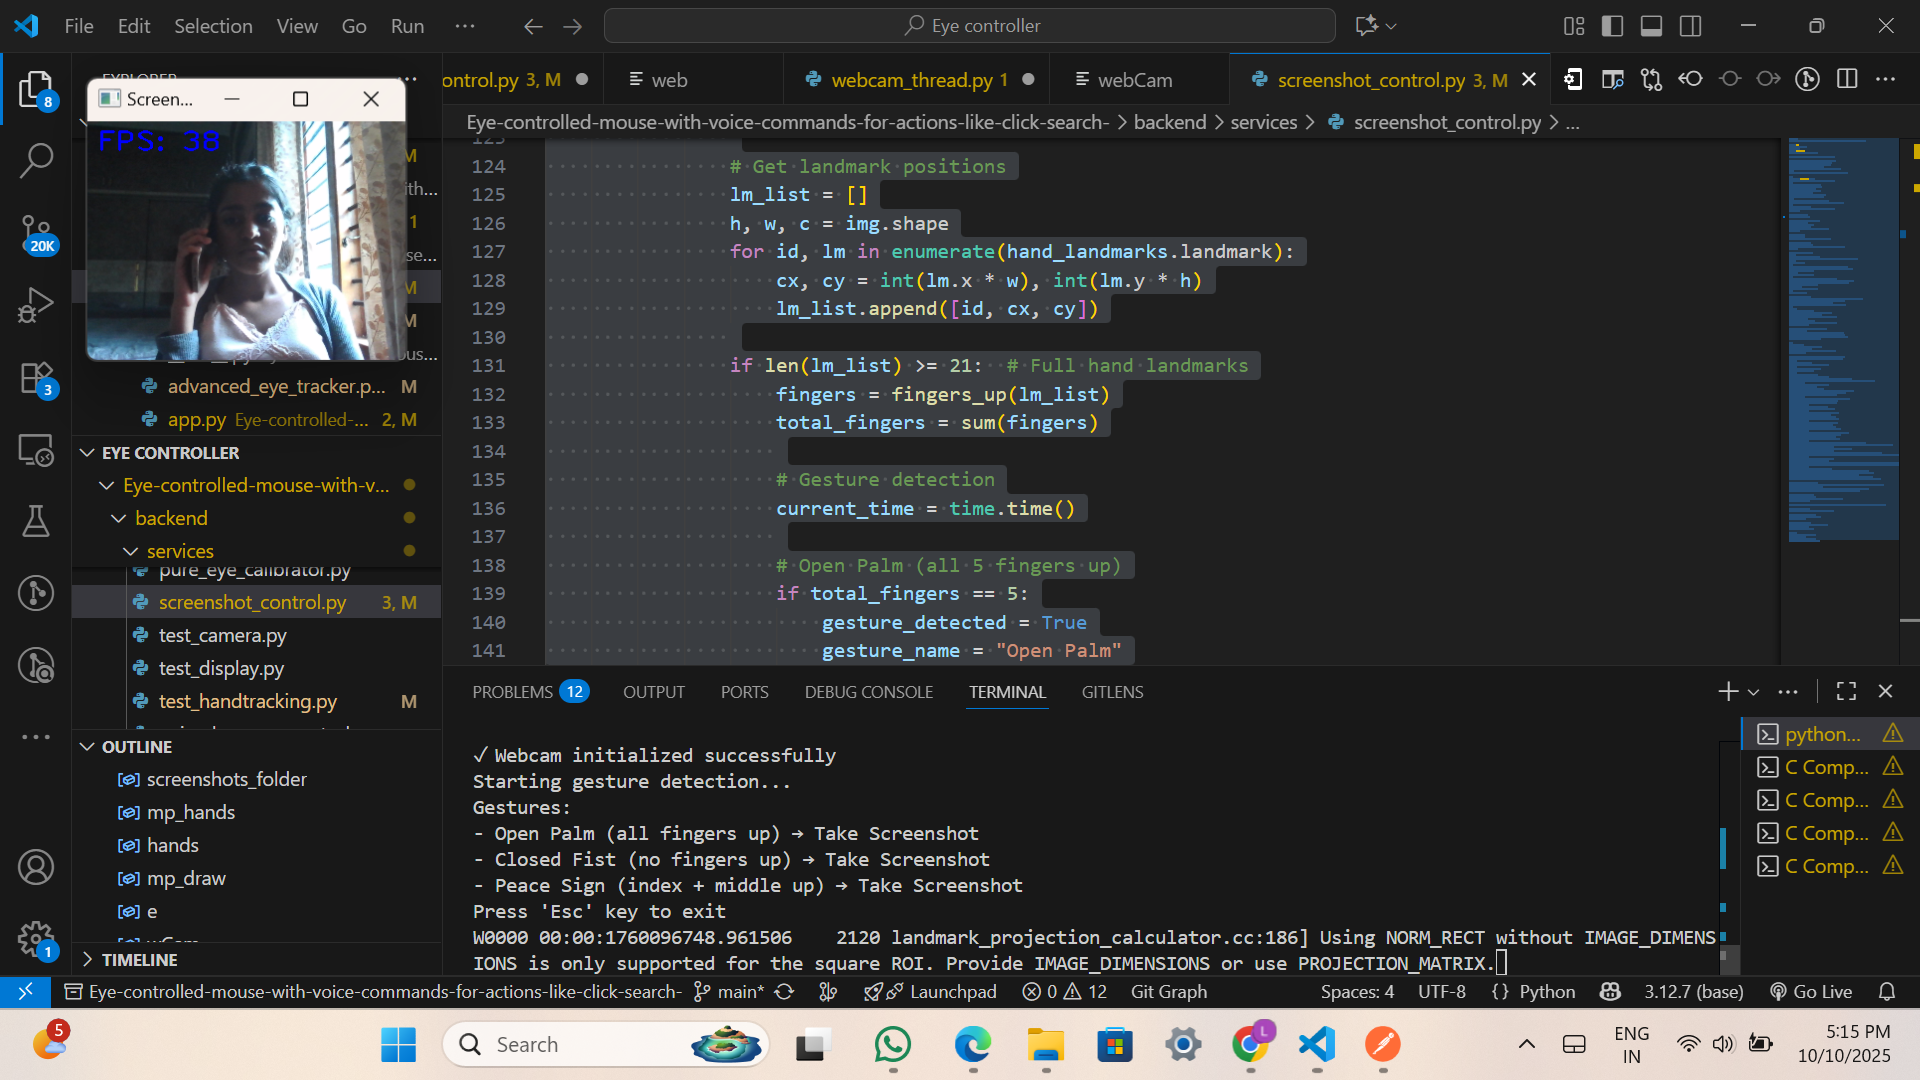 File Edit Selection View Go Run ···
Eye controller
EXPLORER
Screen...
FPS: 38
ontrol.py 3, M
web
webcam_thread.py 1
webCam
screenshot_control.py 3, M
Eye-controlled-mouse-with-voice-commands-for-actions-like-click-search- > backend > services > screenshot_control.py > ...
124 # Get landmark positions
125 lm_list = []
126 h, w, c = img.shape
127 for id, lm in enumerate(hand_landmarks.landmark):
128 cx, cy = int(lm.x * w), int(lm.y * h)
129 lm_list.append([id, cx, cy])
130
131 if len(lm_list) >= 21:  # Full hand landmarks
132 fingers = fingers_up(lm_list)
133 total_fingers = sum(fingers)
134
135 # Gesture detection
136 current_time = time.time()
137
138 # Open Palm (all 5 fingers up)
139 if total_fingers == 5:
140 gesture_detected = True
141 gesture_name = "Open Palm"
8
20K
3
1
M
ith...
1
se...
M
M
ous...
advanced_eye_tracker.p... M
app.py Eye-controlled-... 2, M
EYE CONTROLLER
Eye-controlled-mouse-with-v...
backend
services
pure_eye_calibrator.py
screenshot_control.py 3, M
test_camera.py
test_display.py
test_handtracking.py M
OUTLINE
screenshots_folder
mp_hands
hands
mp_draw
e
TIMELINE
PROBLEMS 12 OUTPUT PORTS DEBUG CONSOLE TERMINAL GITLENS
✓ Webcam initialized successfully
Starting gesture detection...
Gestures:
- Open Palm (all fingers up) → Take Screenshot
- Closed Fist (no fingers up) → Take Screenshot
- Peace Sign (index + middle up) → Take Screenshot
Press 'Esc' key to exit
W0000 00:00:1760096748.961506    2120 landmark_projection_calculator.cc:186] Using NORM_RECT without IMAGE_DIMENS
IONS is only supported for the square ROI. Provide IMAGE_DIMENSIONS or use PROJECTION_MATRIX.
python...
C Comp...
C Comp...
C Comp...
C Comp...
Eye-controlled-mouse-with-voice-commands-for-actions-like-click-search- main* Launchpad 0 12 Git Graph Spaces: 4 UTF-8 {} Python 3.12.7 (base) Go Live
5
Search
L
ENG
IN
5:15 PM
10/10/2025